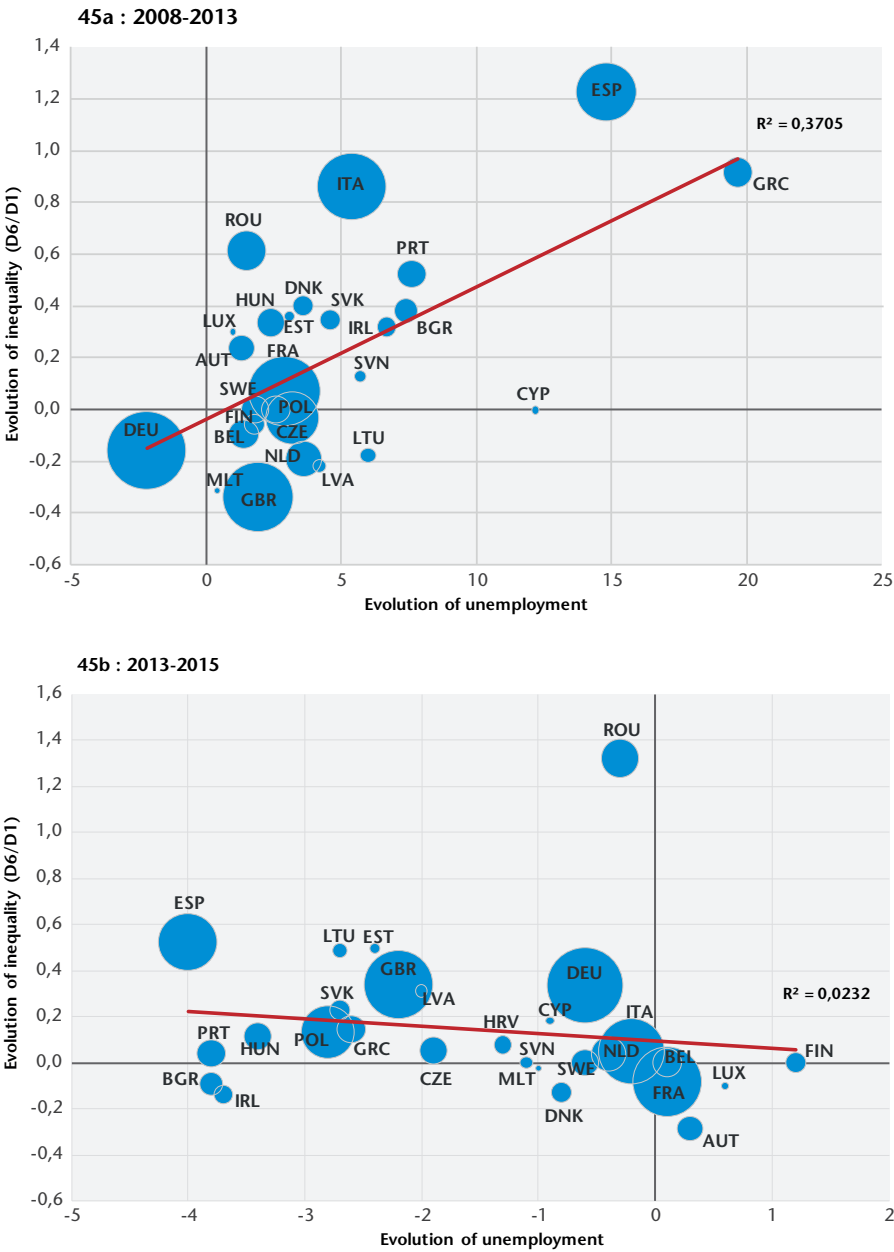 45a : 2008-2013
1,4
1,2
1,0
0,8
0,6
0,4
0,2
0,0
-0,2
-0,4
-0,6
Evolution of inequality (D6/D1)
ESP
R² = 0,3705
ITA
GRC
ROU
PRT
DNK
HUN
SVK
LUX
EST
IRL
BGR
AUT
FRA
SVN
SWE
CYP
POL
FIN
DEU
BEL
CZE
LTU
NLD
MLT
LVA
GBR
-5
0
5
10
15
20
25
Evolution of unemployment
45b : 2013-2015
1,6
1,4
1,2
1,0
0,8
0,6
0,4
0,2
0,0
-0,2
-0,4
-0,6
Evolution of inequality (D6/D1)
ROU
ESP
LTU
EST
GBR
DEU
SVK
LVA
R² = 0,0232
CYP
ITA
HRV
PRT
POL
HUN
GRC
SVN
NLD
BEL
FIN
BGR
CZE
MLT
SWE
LUX
IRL
FRA
DNK
AUT
-5
-4
-3
-2
-1
0
1
2
Evolution of unemployment